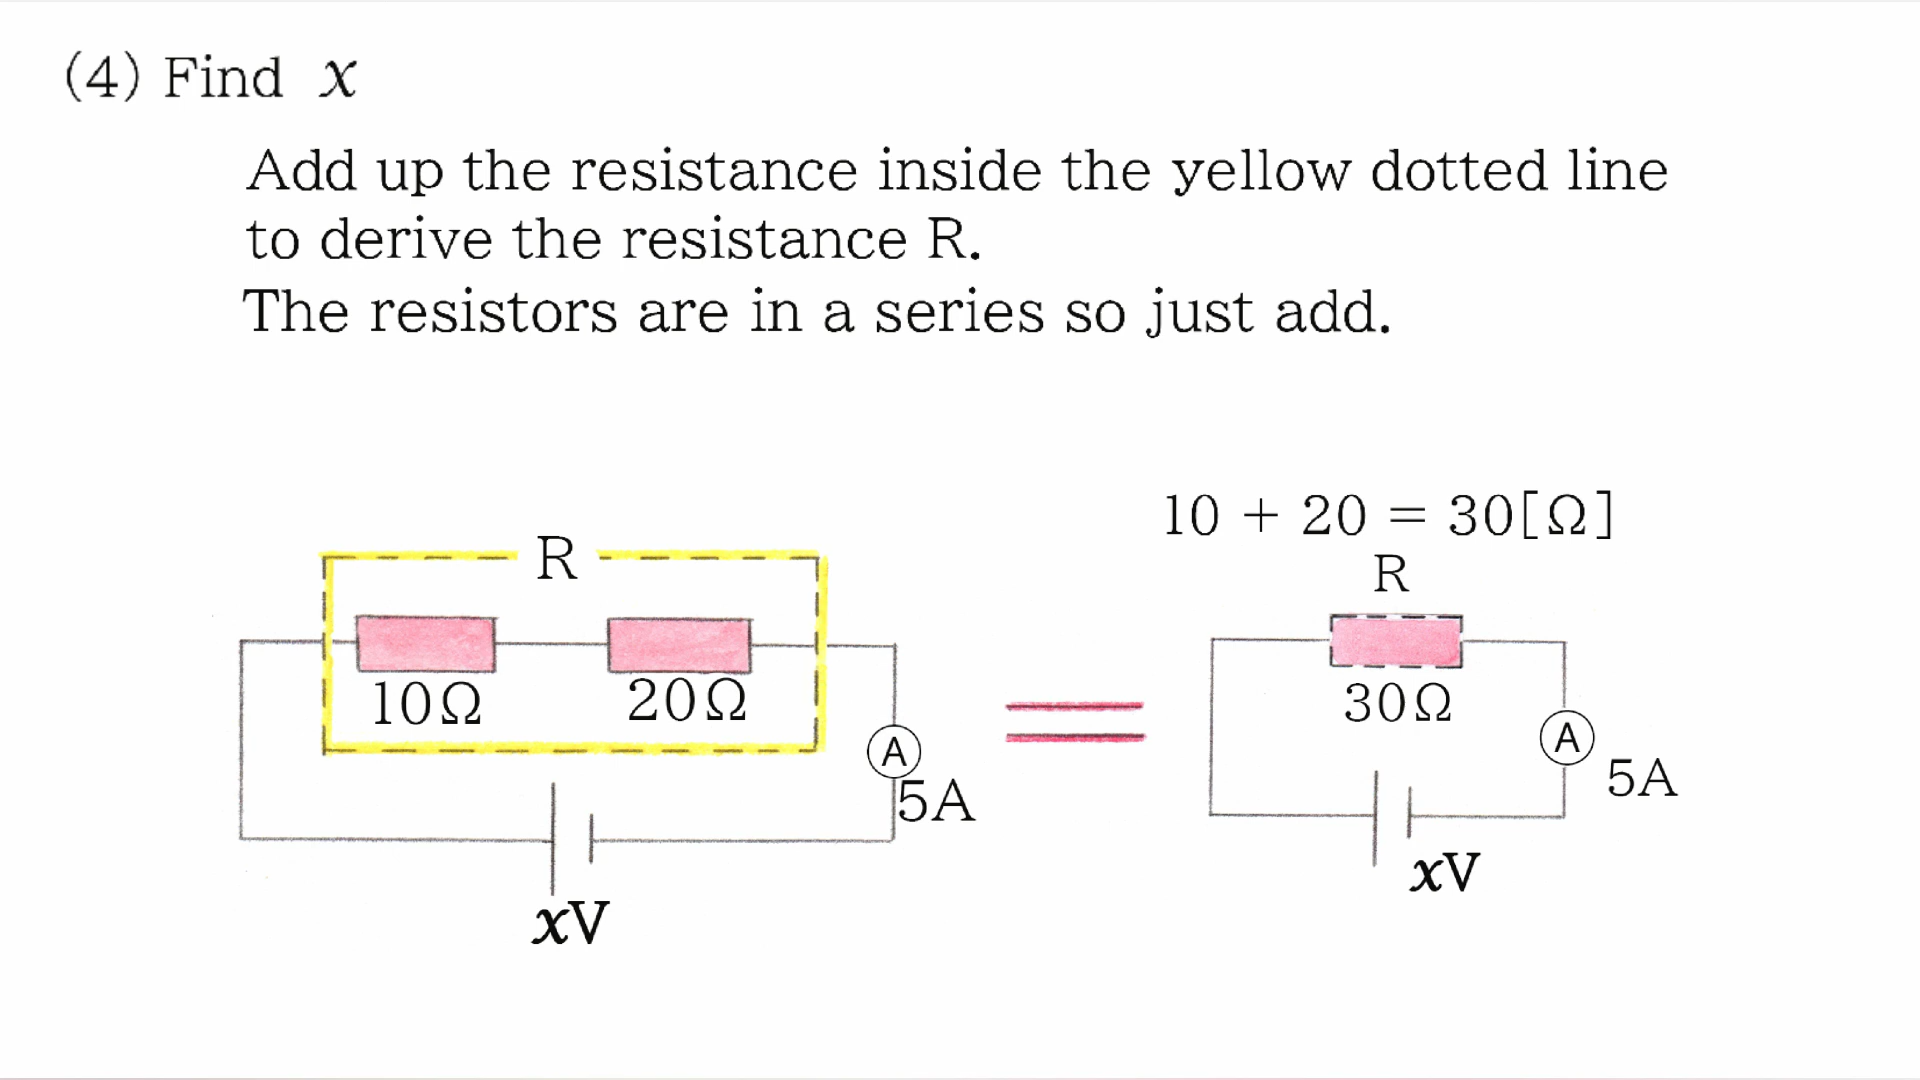 (4) Find x
Add up the resistance inside the yellow dotted line
to derive the resistance R.
The resistors are in a series so just add.
10 + 20 = 30[Ω]
R
10Ω
20Ω
A
5A
xV
R
30Ω
A
5A
xV